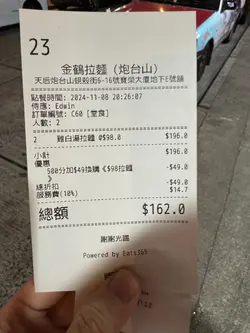 23
金鶴拉麵（炮台山）
天后炮台山蜆殼街6-16號寶榮大廈地下E號舖
點餐時間: 2024-11-08 20:26:07
侍應: Edwin
訂單編號: C60 [堂食]
人數: 2
2 雞白湯拉麵 @$98.0 $196.0
小計 $196.0
優惠
500分加$49換購《$98拉麵》 -$49.0
總折扣 -$49.0
服務費(10%) $14.7
總額 $162.0
謝謝光臨
Powered by Eats365